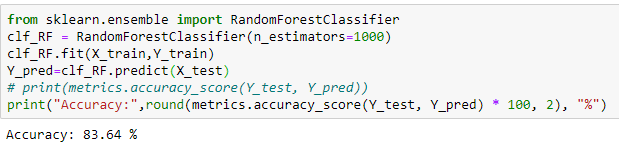 from sklearn.ensemble import RandomForestClassifier
clf_RF = RandomForestClassifier(n_estimators=1000)
clf_RF.fit(X_train,Y_train)
Y_pred=clf_RF.predict(X_test)
# print(metrics.accuracy_score(Y_test, Y_pred))
print("Accuracy:",round(metrics.accuracy_score(Y_test, Y_pred) * 100, 2), "%")
Accuracy: 83.64 %